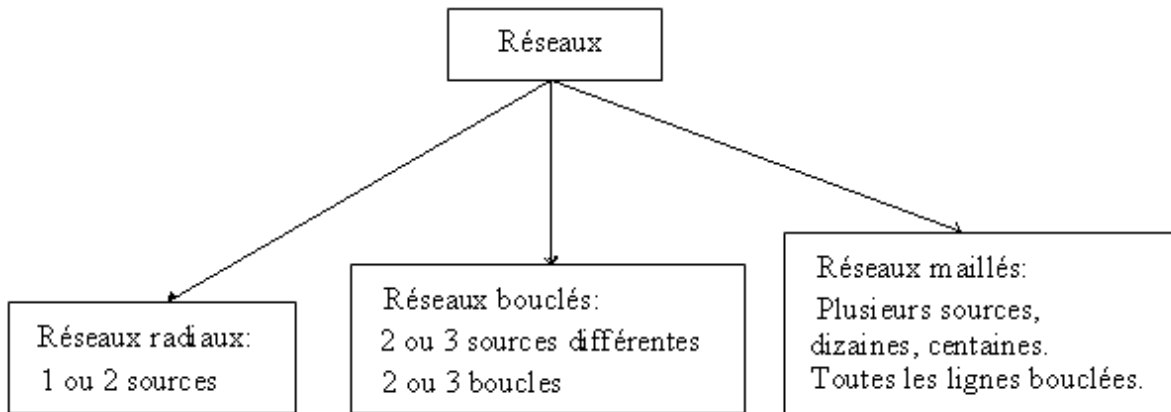 Réseaux
Réseaux radiaux:
1 ou 2 sources
Réseaux bouclés:
2 ou 3 sources différentes
2 ou 3 boucles
Réseaux maillés:
Plusieurs sources,
dizaines, centaines.
Toutes les lignes bouclées.